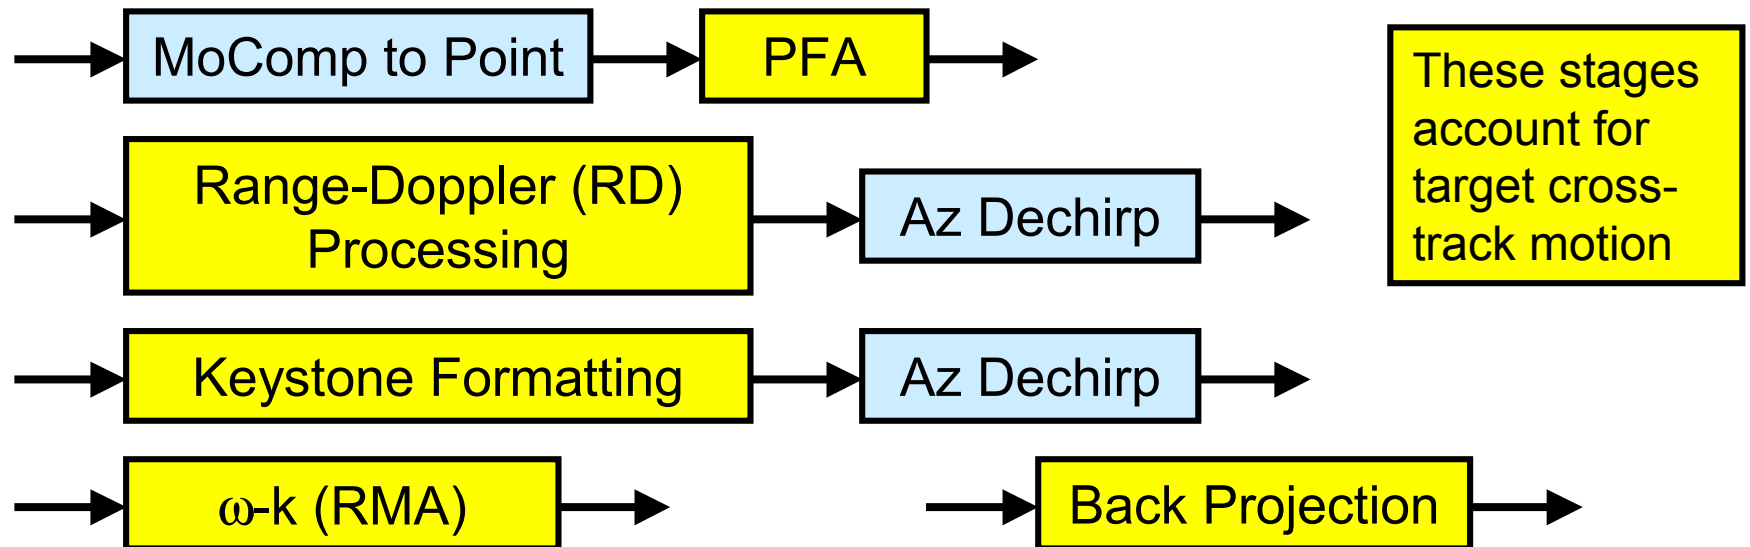 MoComp to Point
PFA
These stages
account for
target cross-
track motion
Range-Doppler (RD)
Processing
Az Dechirp
Keystone Formatting
Az Dechirp
ω-k (RMA)
Back Projection